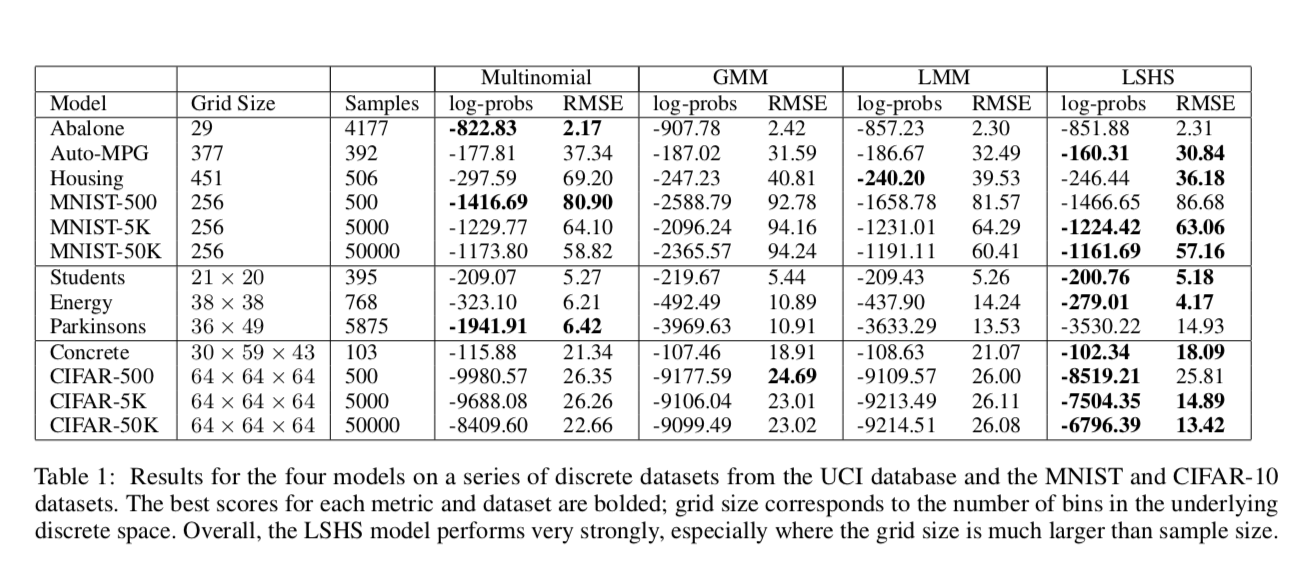 Multinomial GMM LMM LSHS
Model Grid Size Samples log-probs RMSE log-probs RMSE log-probs RMSE log-probs RMSE
Abalone 29 4177 -822.83 2.17 -907.78 2.42 -857.23 2.30 -851.88 2.31
Auto-MPG 377 392 -177.81 37.34 -187.02 31.59 -186.67 32.49 -160.31 30.84
Housing 451 506 -297.59 69.20 -247.23 40.81 -240.20 39.53 -246.44 36.18
MNIST-500 256 500 -1416.69 80.90 -2588.79 92.78 -1658.78 81.57 -1466.65 86.68
MNIST-5K 256 5000 -1229.77 64.10 -2096.24 94.16 -1231.01 64.29 -1224.42 63.06
MNIST-50K 256 50000 -1173.80 58.82 -2365.57 94.24 -1191.11 60.41 -1161.69 57.16
Students 21 × 20 395 -209.07 5.27 -219.67 5.44 -209.43 5.26 -200.76 5.18
Energy 38 × 38 768 -323.10 6.21 -492.49 10.89 -437.90 14.24 -279.01 4.17
Parkinsons 36 × 49 5875 -1941.91 6.42 -3969.63 10.91 -3633.29 13.53 -3530.22 14.93
Concrete 30 × 59 × 43 103 -115.88 21.34 -107.46 18.91 -108.63 21.07 -102.34 18.09
CIFAR-500 64 × 64 × 64 500 -9980.57 26.35 -9177.59 24.69 -9109.57 26.00 -8519.21 25.81
CIFAR-5K 64 × 64 × 64 5000 -9688.08 26.26 -9106.04 23.01 -9213.49 26.11 -7504.35 14.89
CIFAR-50K 64 × 64 × 64 50000 -8409.60 22.66 -9099.49 23.02 -9214.51 26.08 -6796.39 13.42
Table 1: Results for the four models on a series of discrete datasets from the UCI database and the MNIST and CIFAR-10
datasets. The best scores for each metric and dataset are bolded; grid size corresponds to the number of bins in the underlying
discrete space. Overall, the LSHS model performs very strongly, especially where the grid size is much larger than sample size.